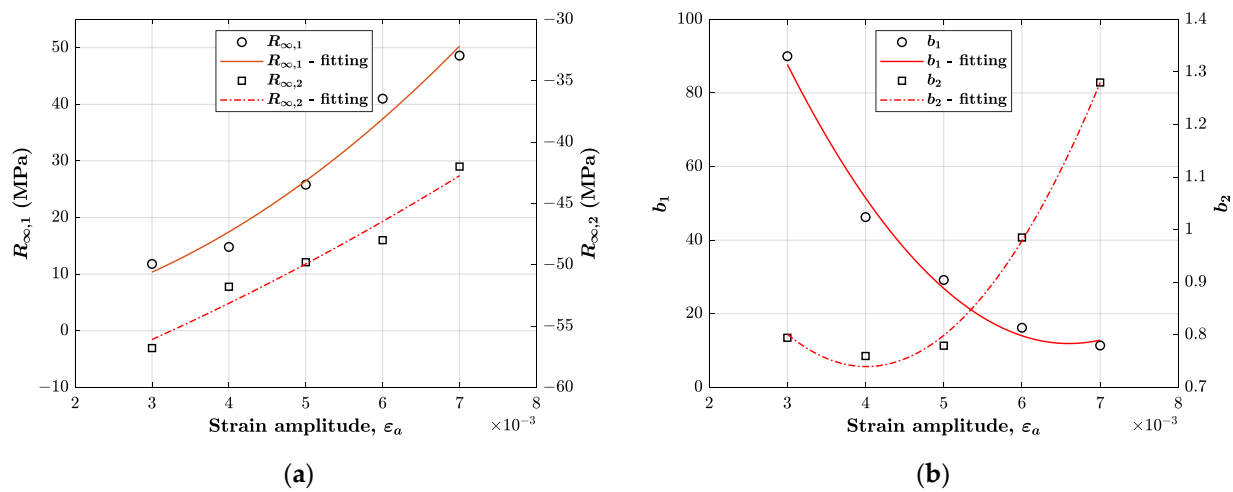 50
40
30
20
10
0
−10
R∞,1 (MPa)
−30
−35
−40
−45
−50
−55
−60
R∞,2 (MPa)
R∞,1
R∞,1 - fitting
R∞,2
R∞,2 - fitting
2 3 4 5 6 7 8
Strain amplitude, εa
×10−3
(a)
100
80
60
40
20
0
b1
1.4
1.3
1.2
1.1
1
0.9
0.8
0.7
b2
b1
b1 - fitting
b2
b2 - fitting
2 3 4 5 6 7 8
Strain amplitude, εa
×10−3
(b)